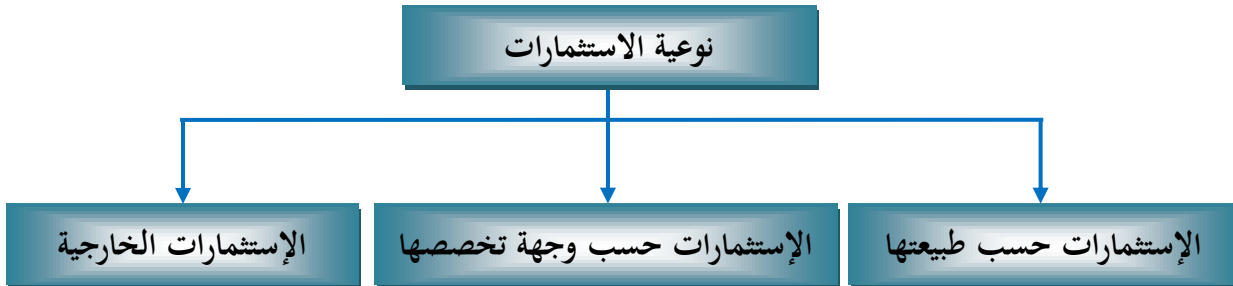 نوعية الاستثمارات
الإستثمارات حسب طبيعتها
الإستثمارات حسب وجهة تخصصها
الإستثمارات الخارجية